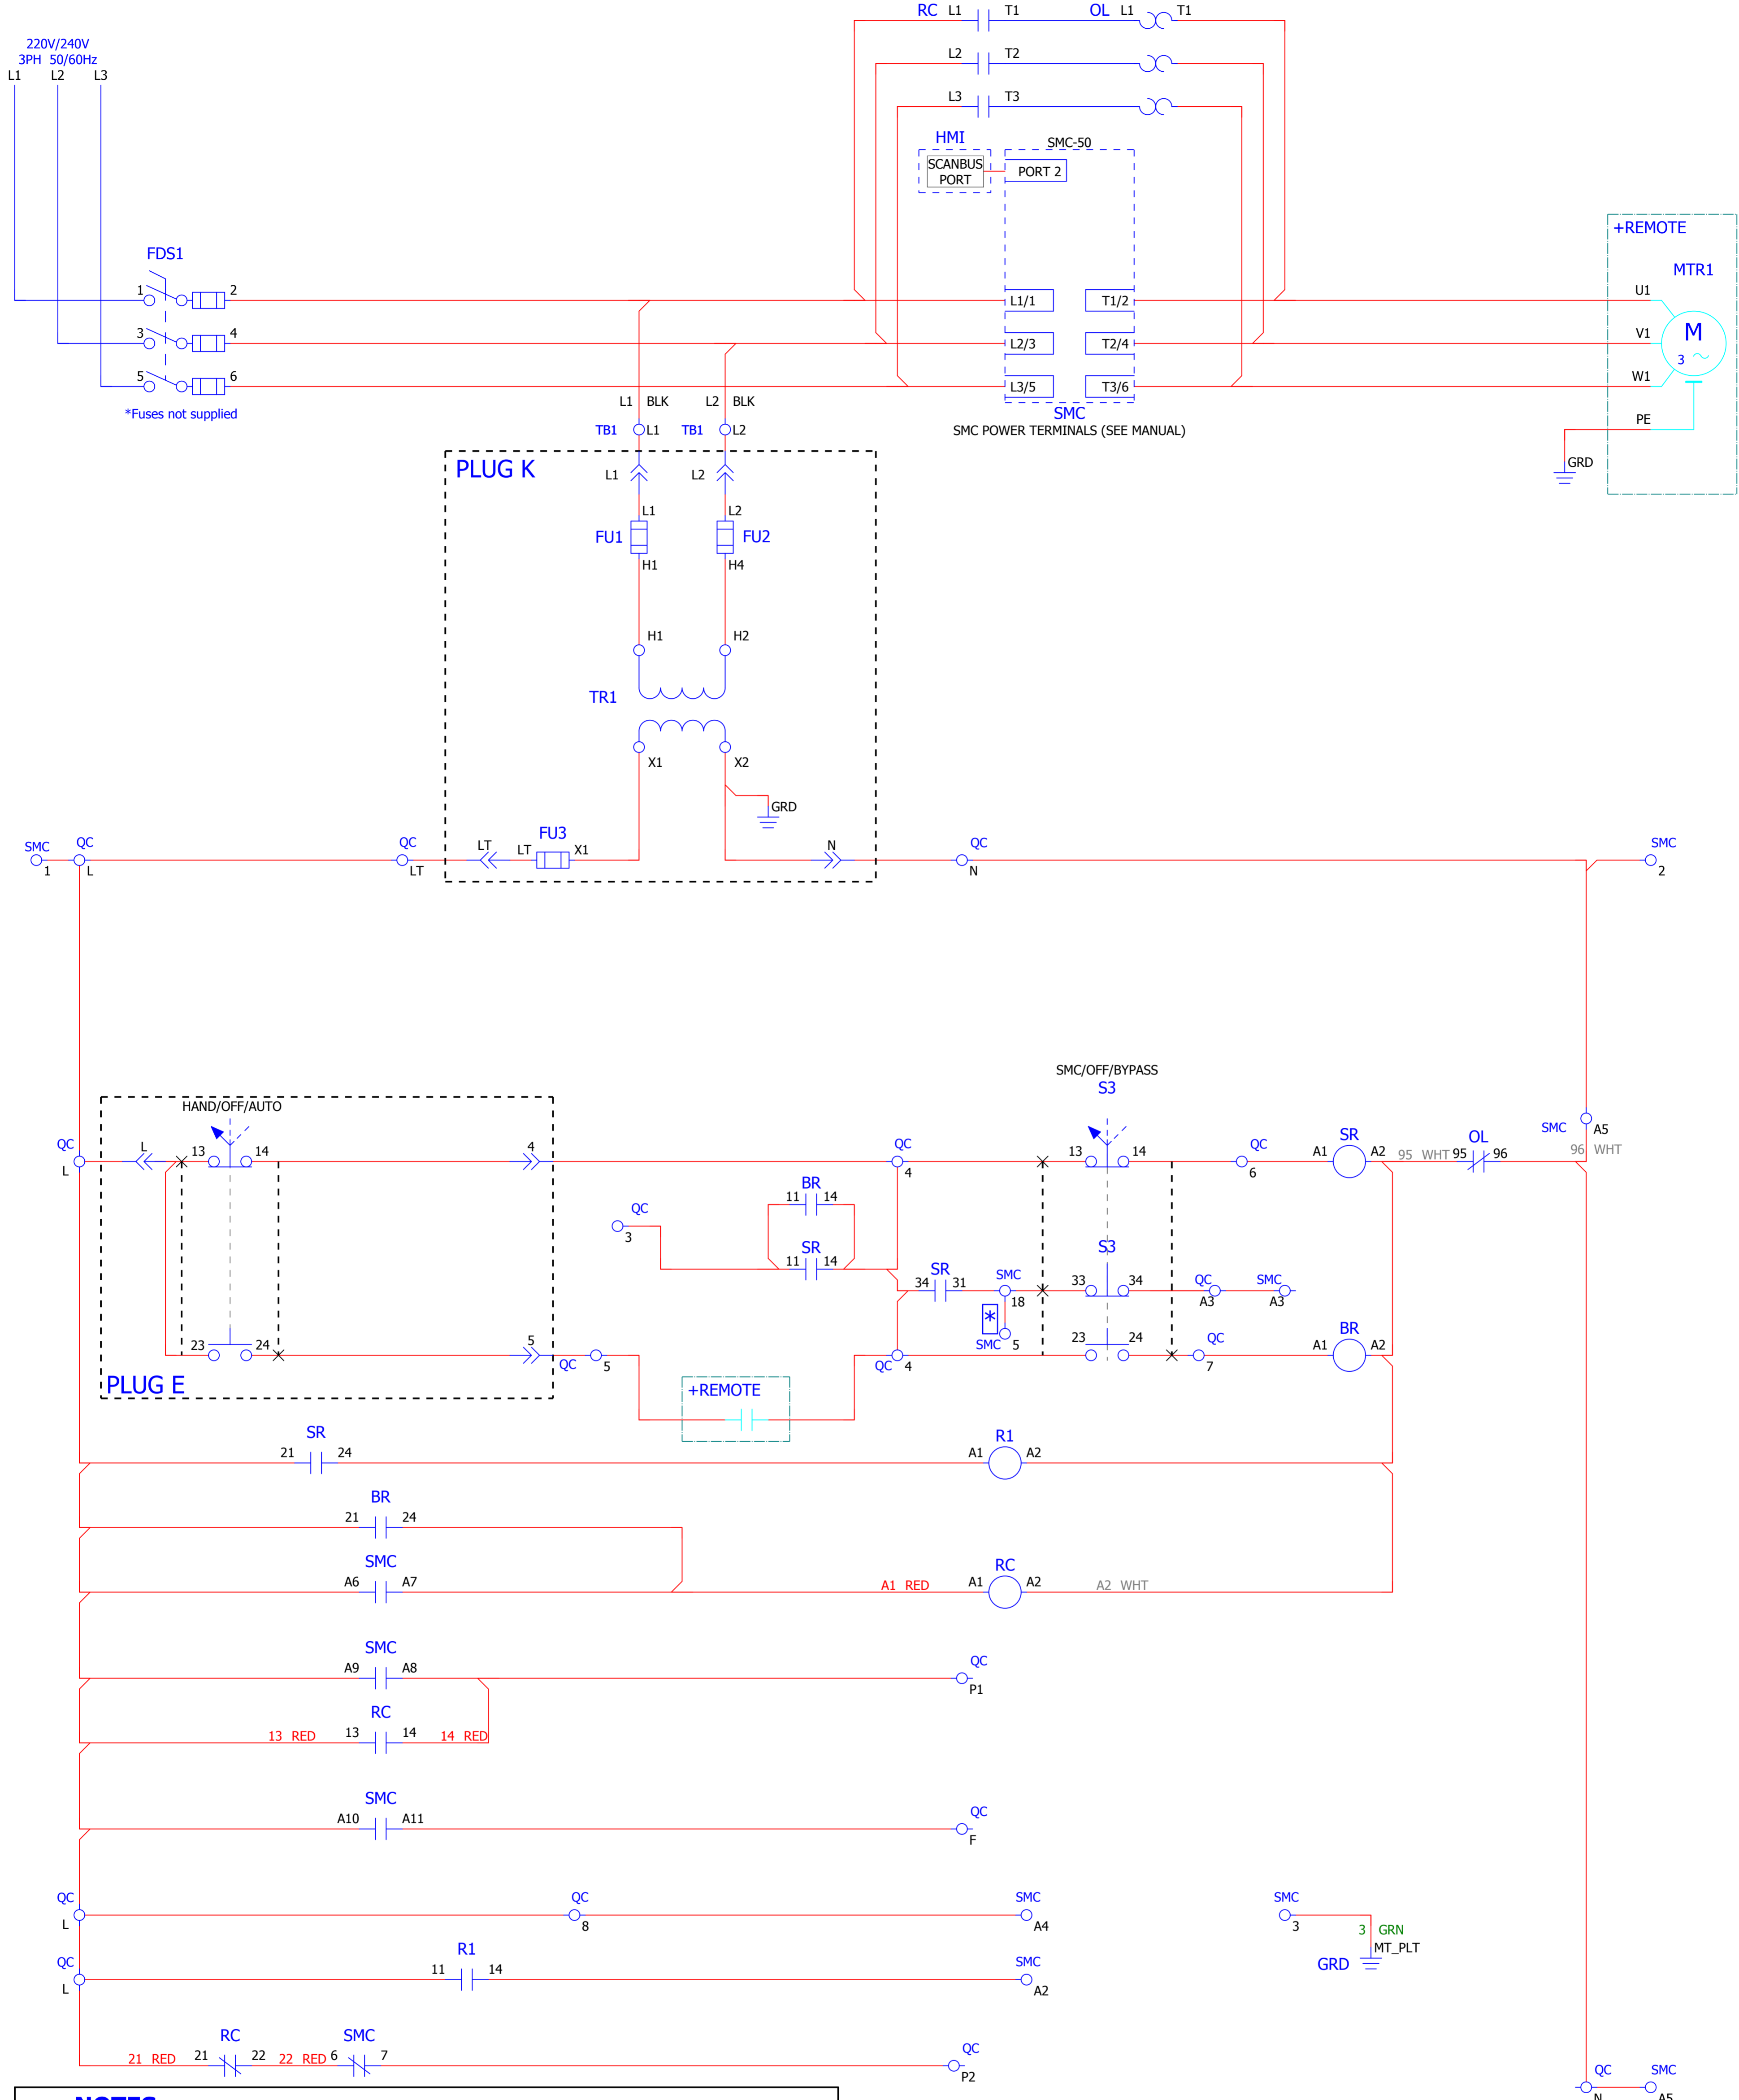 RC L1 T1 OL L1 T1
220V/240V
3PH 50/60Hz
L1 L2 L3
L2 T2
L3 T3
HMI
SCANBUS
PORT
SMC-50
PORT 2
+REMOTE
MTR1
FDS1
1 2
L1/1 T1/2
U1
3 4
L2/3 T2/4
V1
M
3
5 6
L3/5 T3/6
W1
*Fuses not supplied
SMC
SMC POWER TERMINALS (SEE MANUAL)
PE
GRD
L1 BLK L2 BLK
TB1 L1 TB1 L2
PLUG K
L1 L2
L1 L2
FU1 FU2
H1 H4
H1 H2
TR1
X1 X2
GRD
SMC QC QC
1 L LT
LT LT FU3 X1
N QC
N
SMC
2
SMC/OFF/BYPASS
S3
HAND/OFF/AUTO
QC
L
L 13 14 4
QC
4
13 14
QC
6
A1 SR A2
95 WHT 95 OL 96
96 WHT
SMC A5
BR
11 14
QC
3
SR
11 14
S3
SR
34 31
SMC
18
33 34
QC
A3
SMC
A3
*
SMC 5
23 24 5
QC 5
QC 4
23 24
QC
7
A1 BR A2
PLUG E
+REMOTE
SR
21 24
R1
A1 A2
BR
21 24
SMC
A6 A7
A1 RED
RC
A1 A2
A2 WHT
SMC
A9 A8
QC
P1
RC
13 RED 13 14 14 RED
SMC
A10 A11
QC
F
QC
L
QC
8
SMC
A4
SMC
3
3 GRN
MT_PLT
GRD
QC
L
R1
11 14
SMC
A2
RC SMC
21 RED 21 22 22 RED 6 7
QC
P2
QC SMC
N A5
NOTES